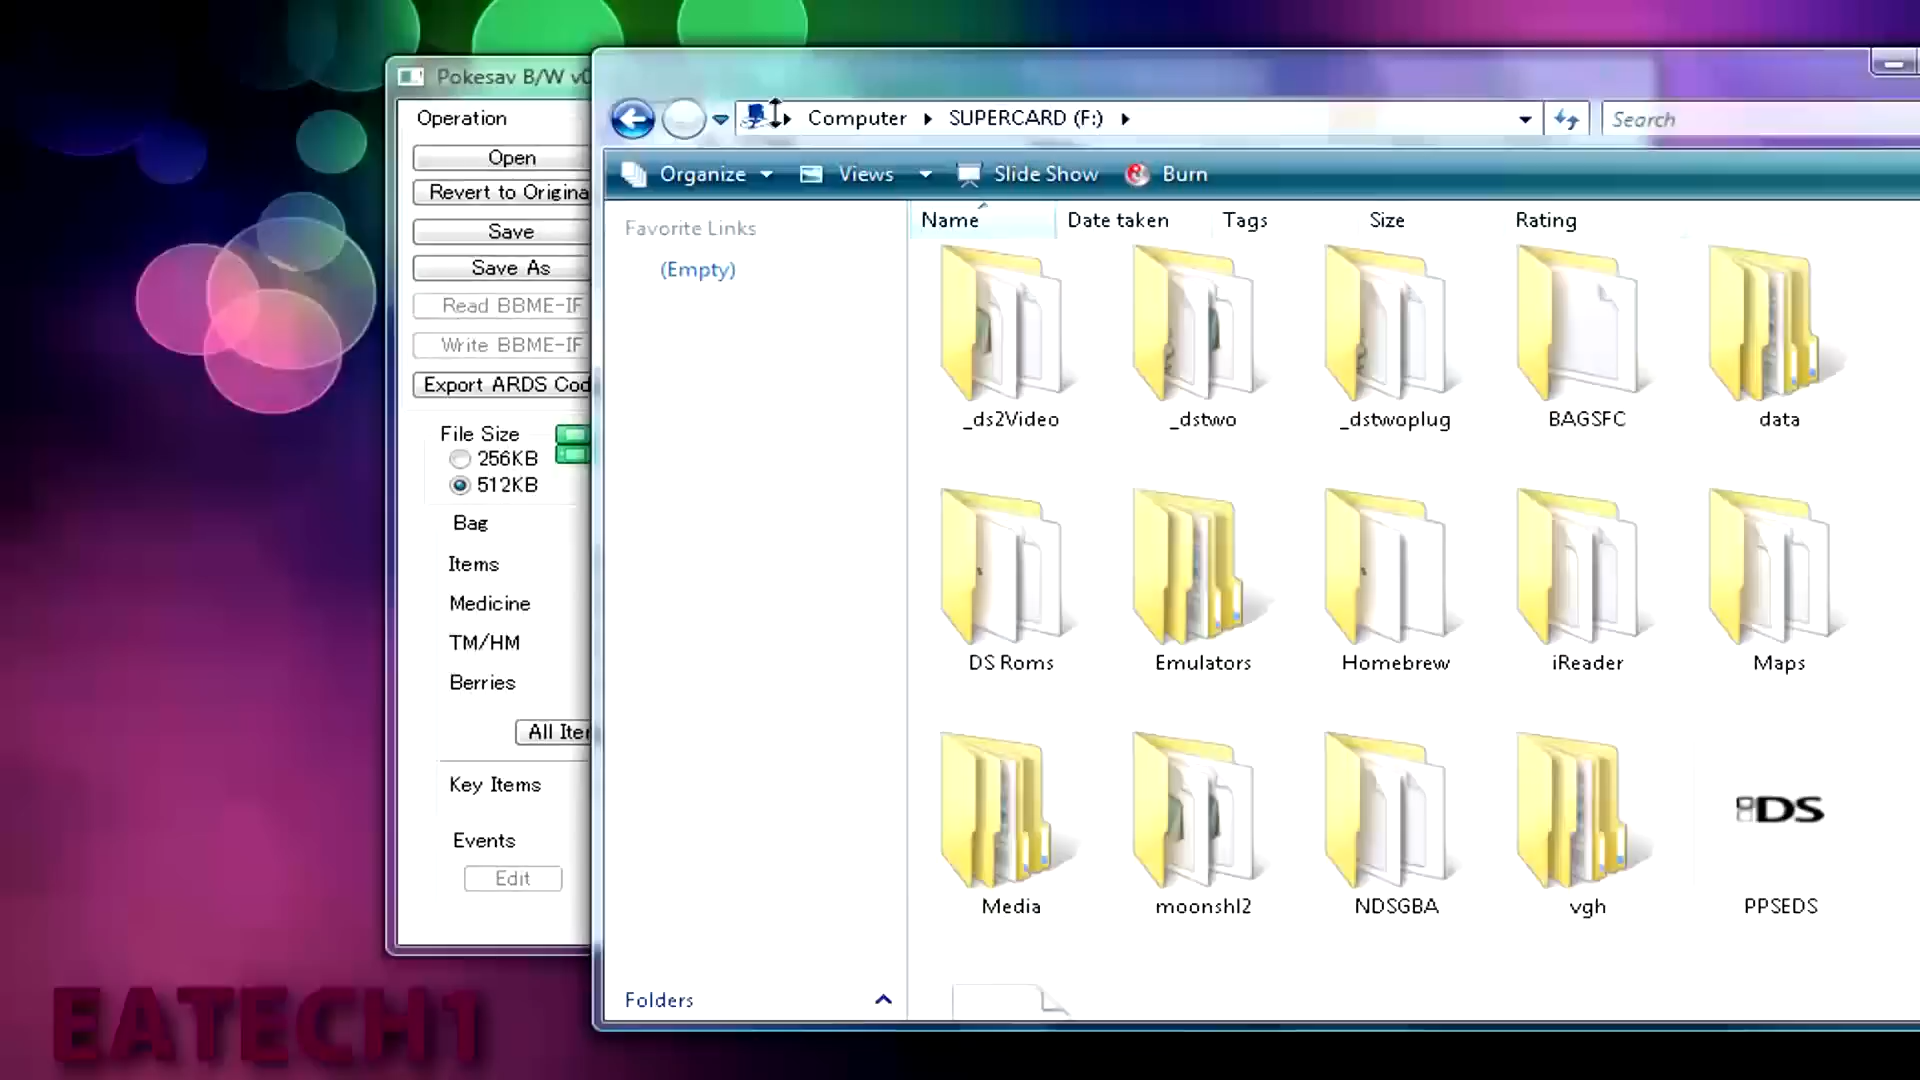 Pokesav B/W v0
Operation
Open
Revert to Origina
Save
Save As
Read BBME-IF
Write BBME-IF
Export ARDS Cod
File Size
256KB
512KB
Bag
Items
Medicine
TM/HM
Berries
All Iter
Key Items
Events
Edit
Computer SUPERCARD (F:)
Search
Organize Views Slide Show Burn
Favorite Links
(Empty)
Folders
Name Date taken Tags Size Rating
_ds2Video _dstwo _dstwoplug BAGSFC data
DS Roms Emulators Homebrew iReader Maps
DS
Media moonshl2 NDSGBA vgh PPSEDS
EATECH1